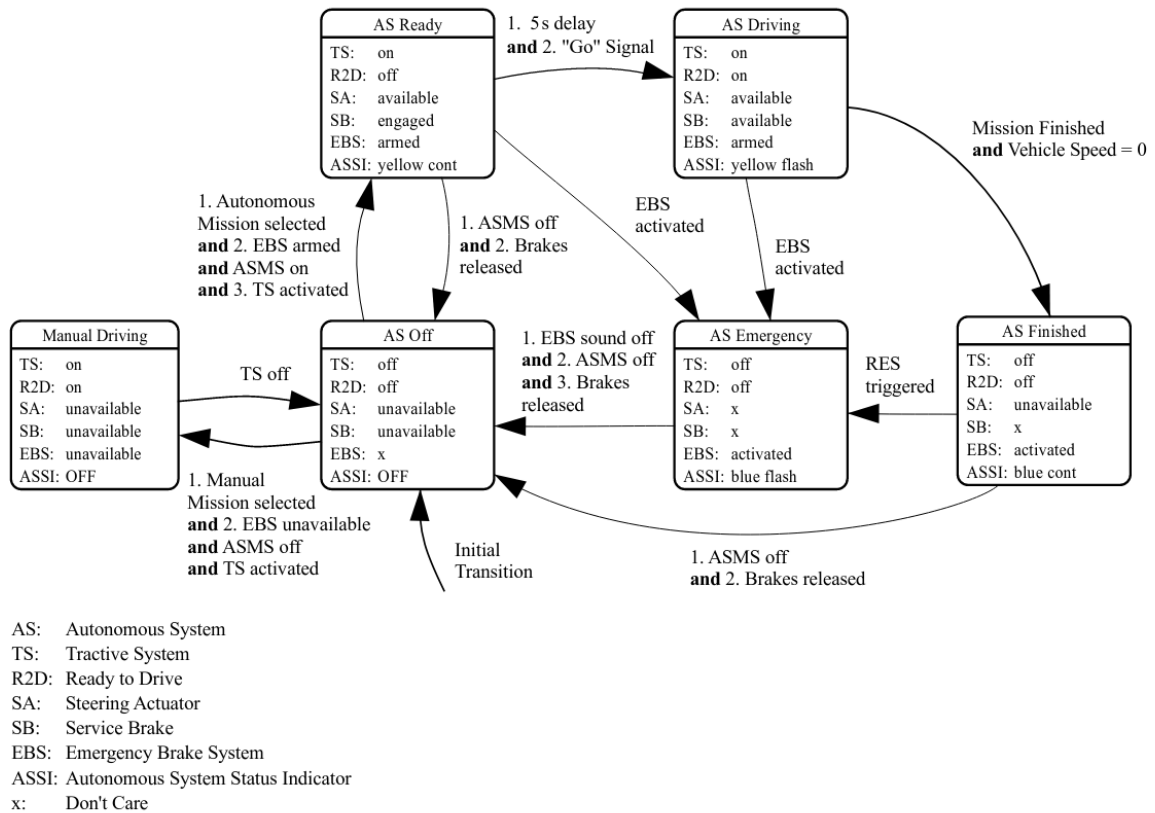 AS Ready
TS: on
R2D: off
SA: available
SB: engaged
EBS: armed
ASSI: yellow cont
1. 5s delay
and 2. "Go" Signal
AS Driving
TS: on
R2D: on
SA: available
SB: available
EBS: armed
ASSI: yellow flash
Mission Finished
and Vehicle Speed = 0
1. Autonomous
Mission selected
and 2. EBS armed
and ASMS on
and 3. TS activated
1. ASMS off
and 2. Brakes
released
EBS
activated
EBS
activated
Manual Driving
TS: on
R2D: on
SA: unavailable
SB: unavailable
EBS: unavailable
ASSI: OFF
TS off
1. Manual
Mission selected
and 2. EBS unavailable
and ASMS off
and TS activated
AS Off
TS: off
R2D: off
SA: unavailable
SB: unavailable
EBS: x
ASSI: OFF
Initial
Transition
1. EBS sound off
and 2. ASMS off
and 3. Brakes
released
AS Emergency
TS: off
R2D: off
SA: x
SB: x
EBS: activated
ASSI: blue flash
RES
triggered
AS Finished
TS: off
R2D: off
SA: unavailable
SB: x
EBS: activated
ASSI: blue cont
1. ASMS off
and 2. Brakes released
AS: Autonomous System
TS: Tractive System
R2D: Ready to Drive
SA: Steering Actuator
SB: Service Brake
EBS: Emergency Brake System
ASSI: Autonomous System Status Indicator
x: Don't Care